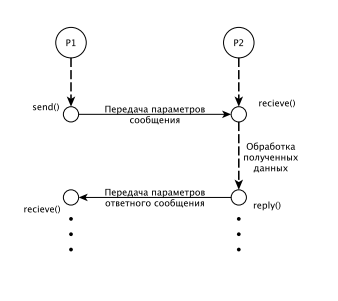 P1
P2
send()
recieve()
Передача параметров
сообщения
Обработка
полученных
данных
Передача параметров
ответного сообщения
recieve()
reply()